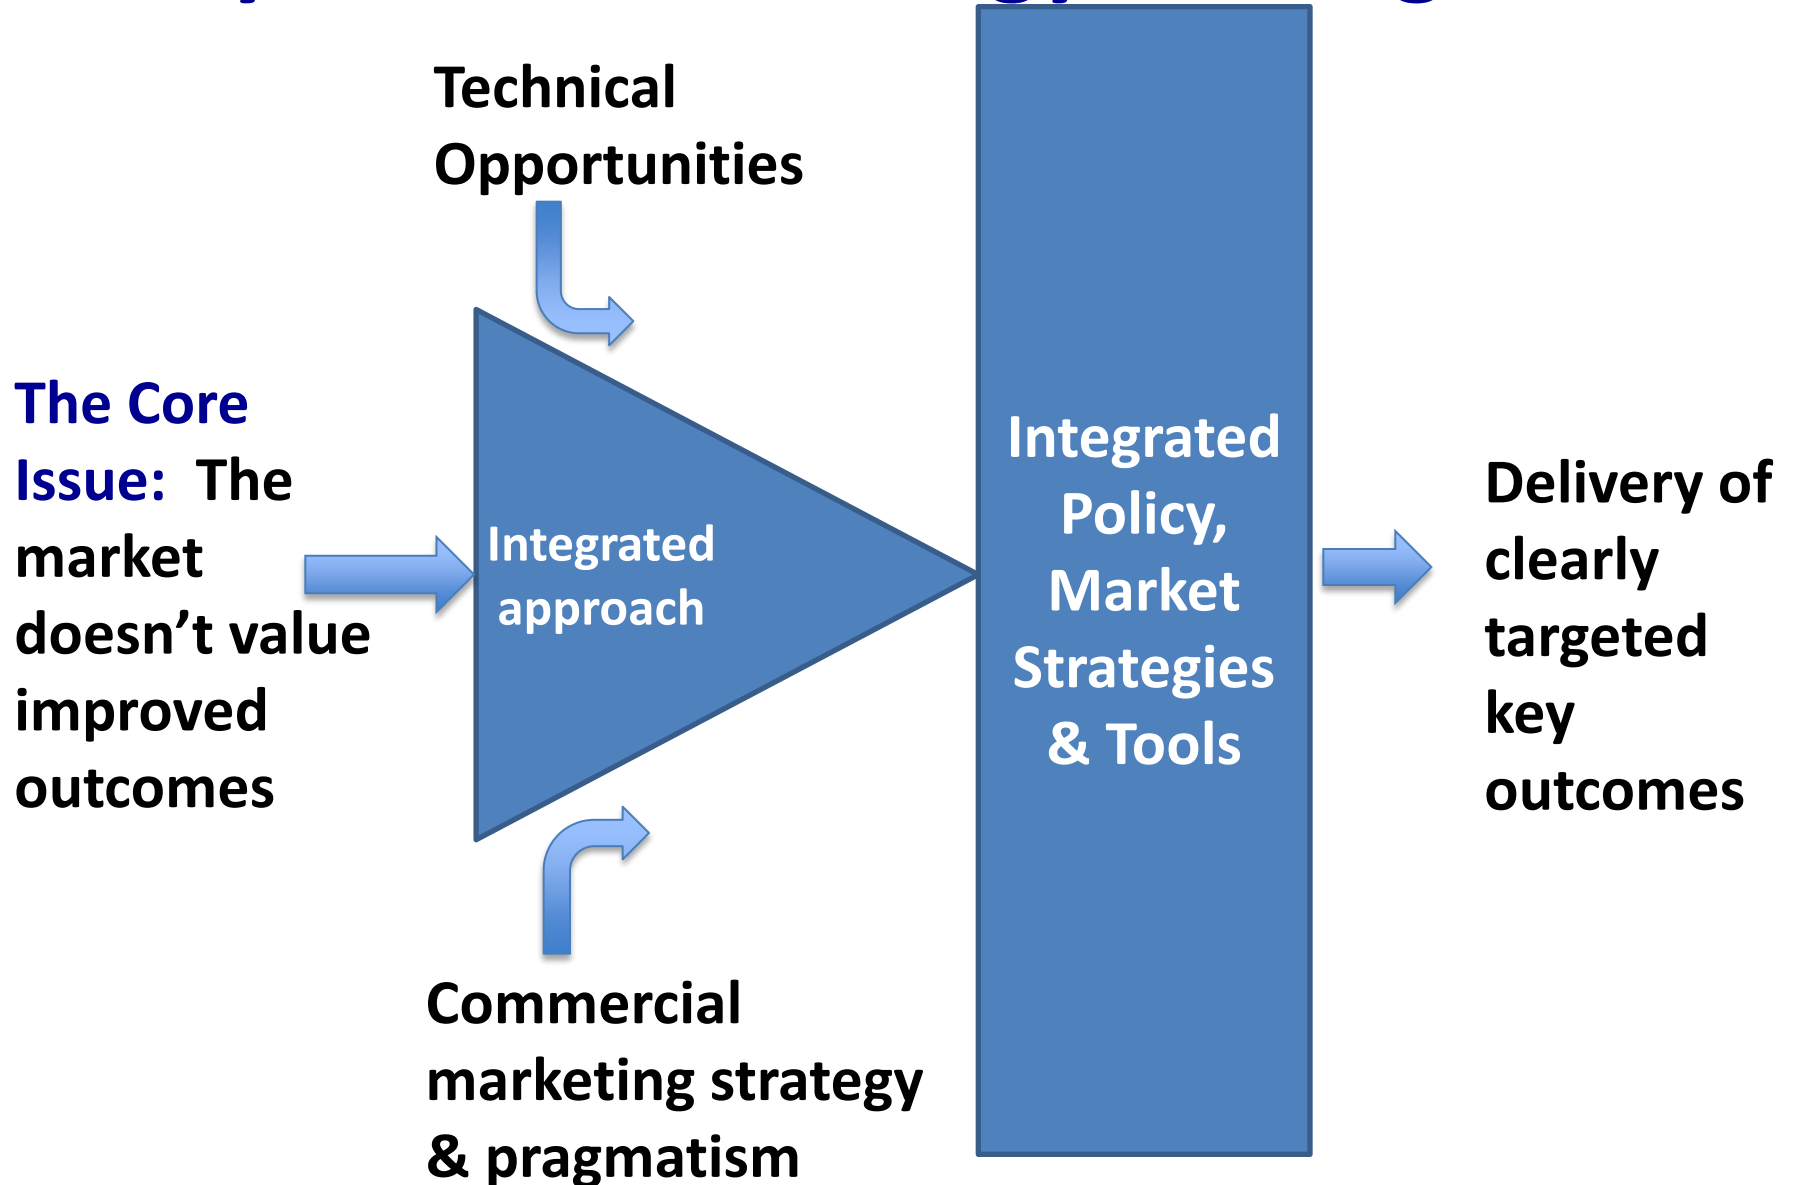 Technical
Opportunities
The Core
Issue:  The
market
doesn’t value
improved
outcomes
Integrated
approach
Integrated
Policy,
Market
Strategies
& Tools
Delivery of
clearly
targeted
key
outcomes
Commercial
marketing strategy
& pragmatism